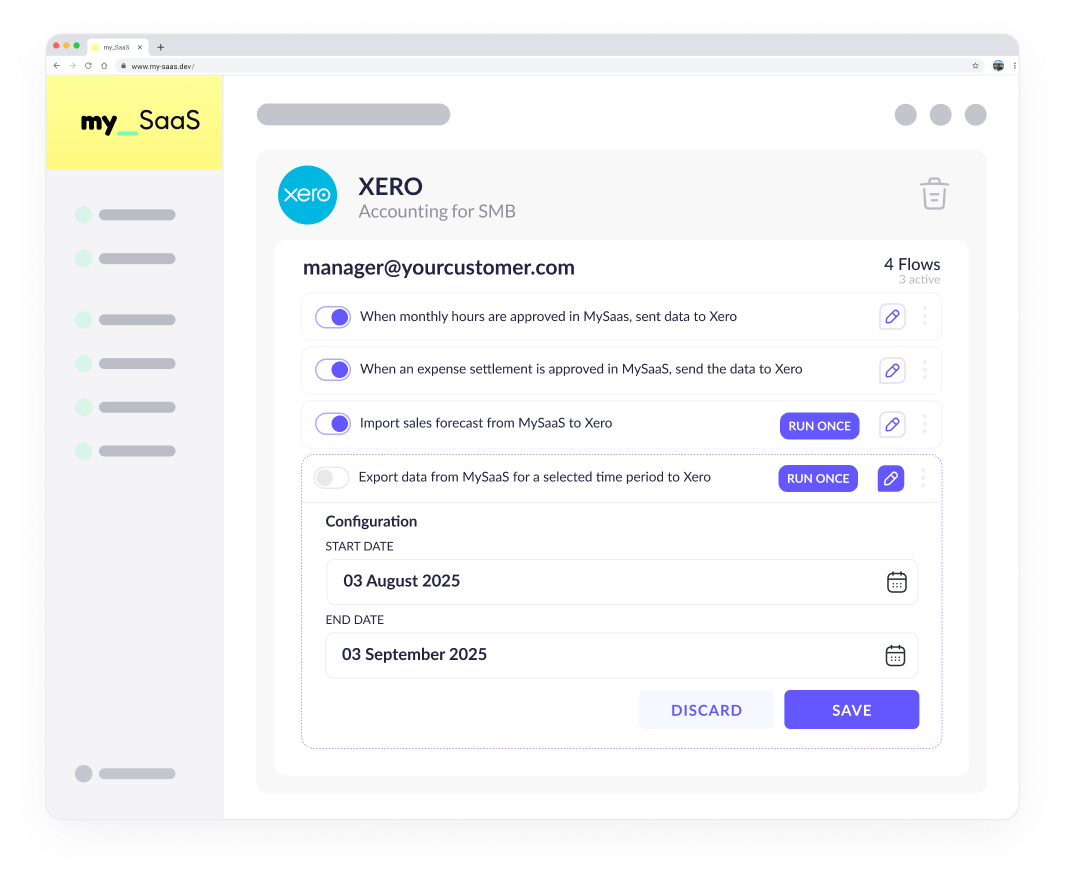 my_SaaS
www.my-saas.dev/
my_SaaS
xero
XERO
Accounting for SMB
manager@yourcustomer.com
4 Flows
3 active
When monthly hours are approved in MySaas, sent data to Xero
When an expense settlement is approved in MySaaS, send the data to Xero
Import sales forecast from MySaaS to Xero
RUN ONCE
Export data from MySaaS for a selected time period to Xero
RUN ONCE
Configuration
START DATE
03 August 2025
END DATE
03 September 2025
DISCARD
SAVE